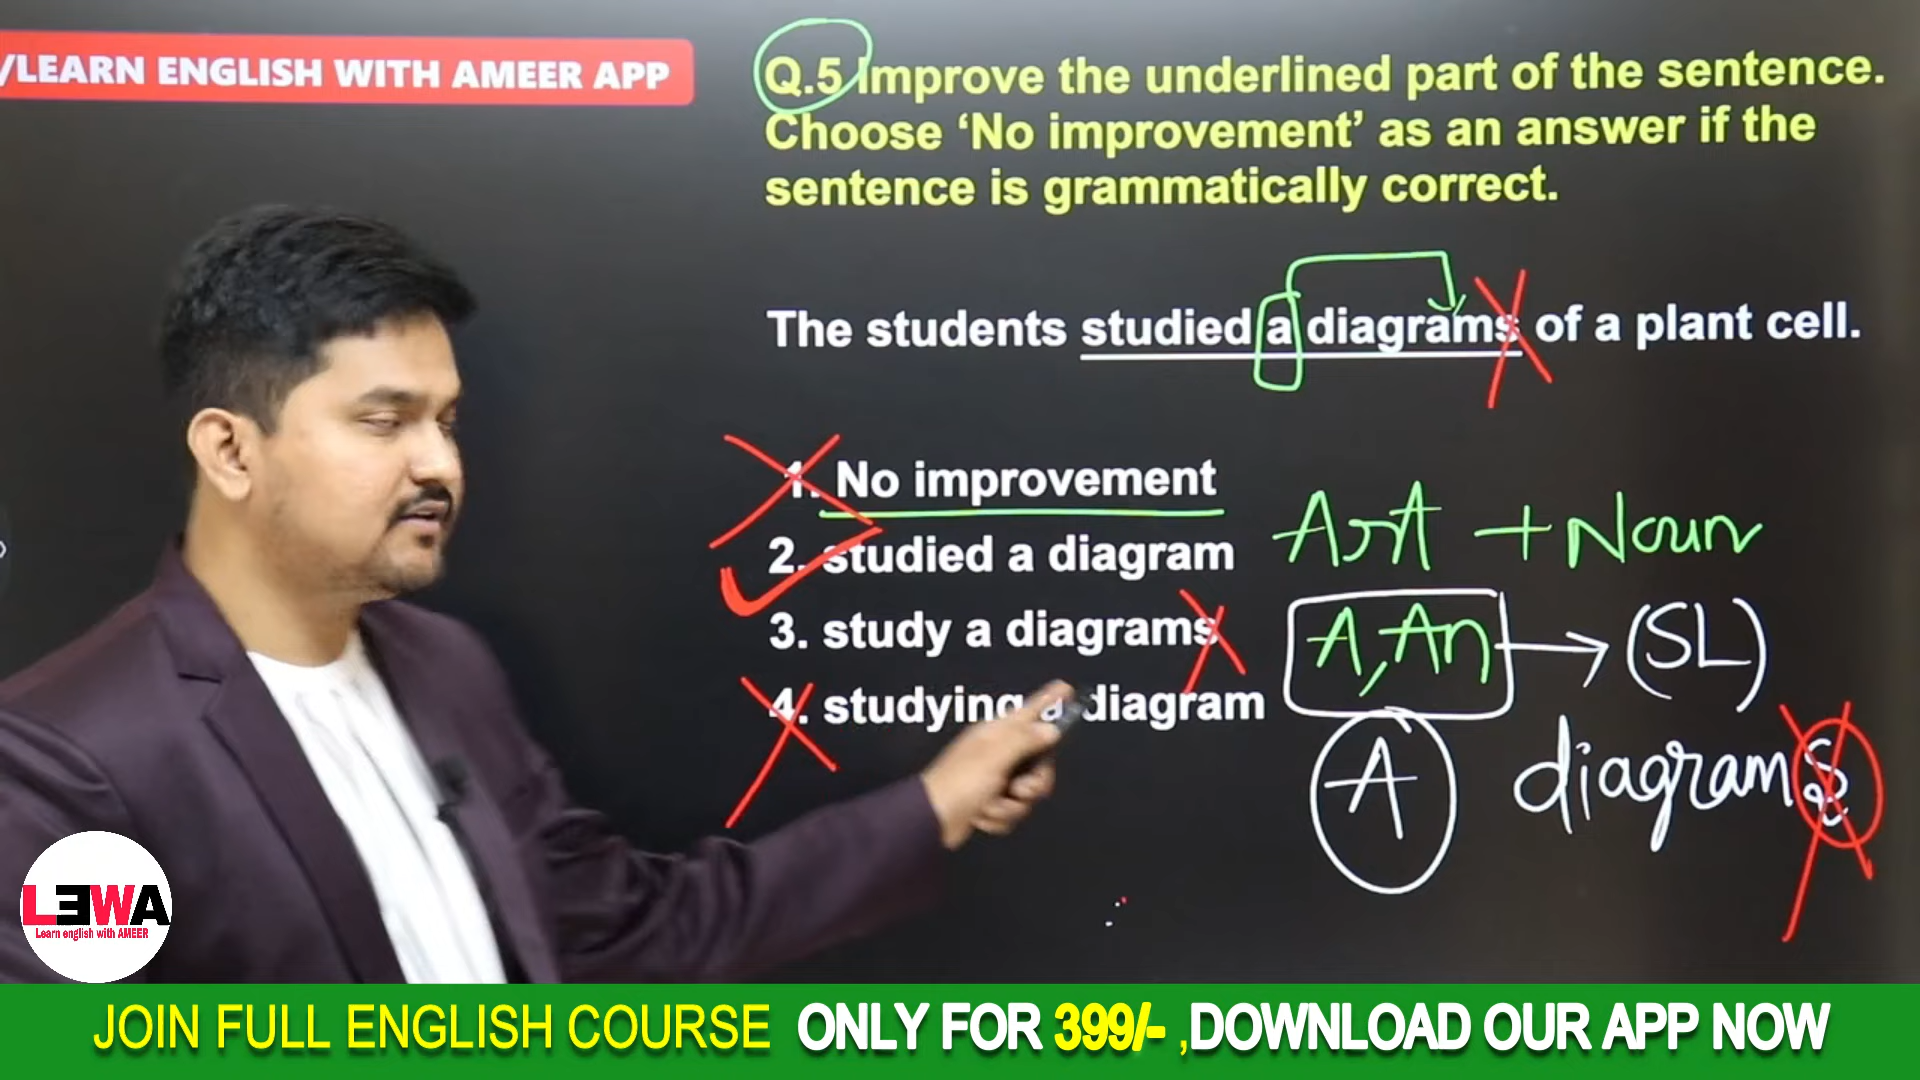 /LEARN ENGLISH WITH AMEER APP
Q.5 Improve the underlined part of the sentence.
Choose ‘No improvement’ as an answer if the
sentence is grammatically correct.
The students studied a diagrams of a plant cell.
1. No improvement
2. studied a diagram
3. study a diagrams
4. studying a diagram
Art + Noun
A, An → (SL)
A diagrams
LEWA
Learn english with AMEER
JOIN FULL ENGLISH COURSE ONLY FOR 399/- ,DOWNLOAD OUR APP NOW